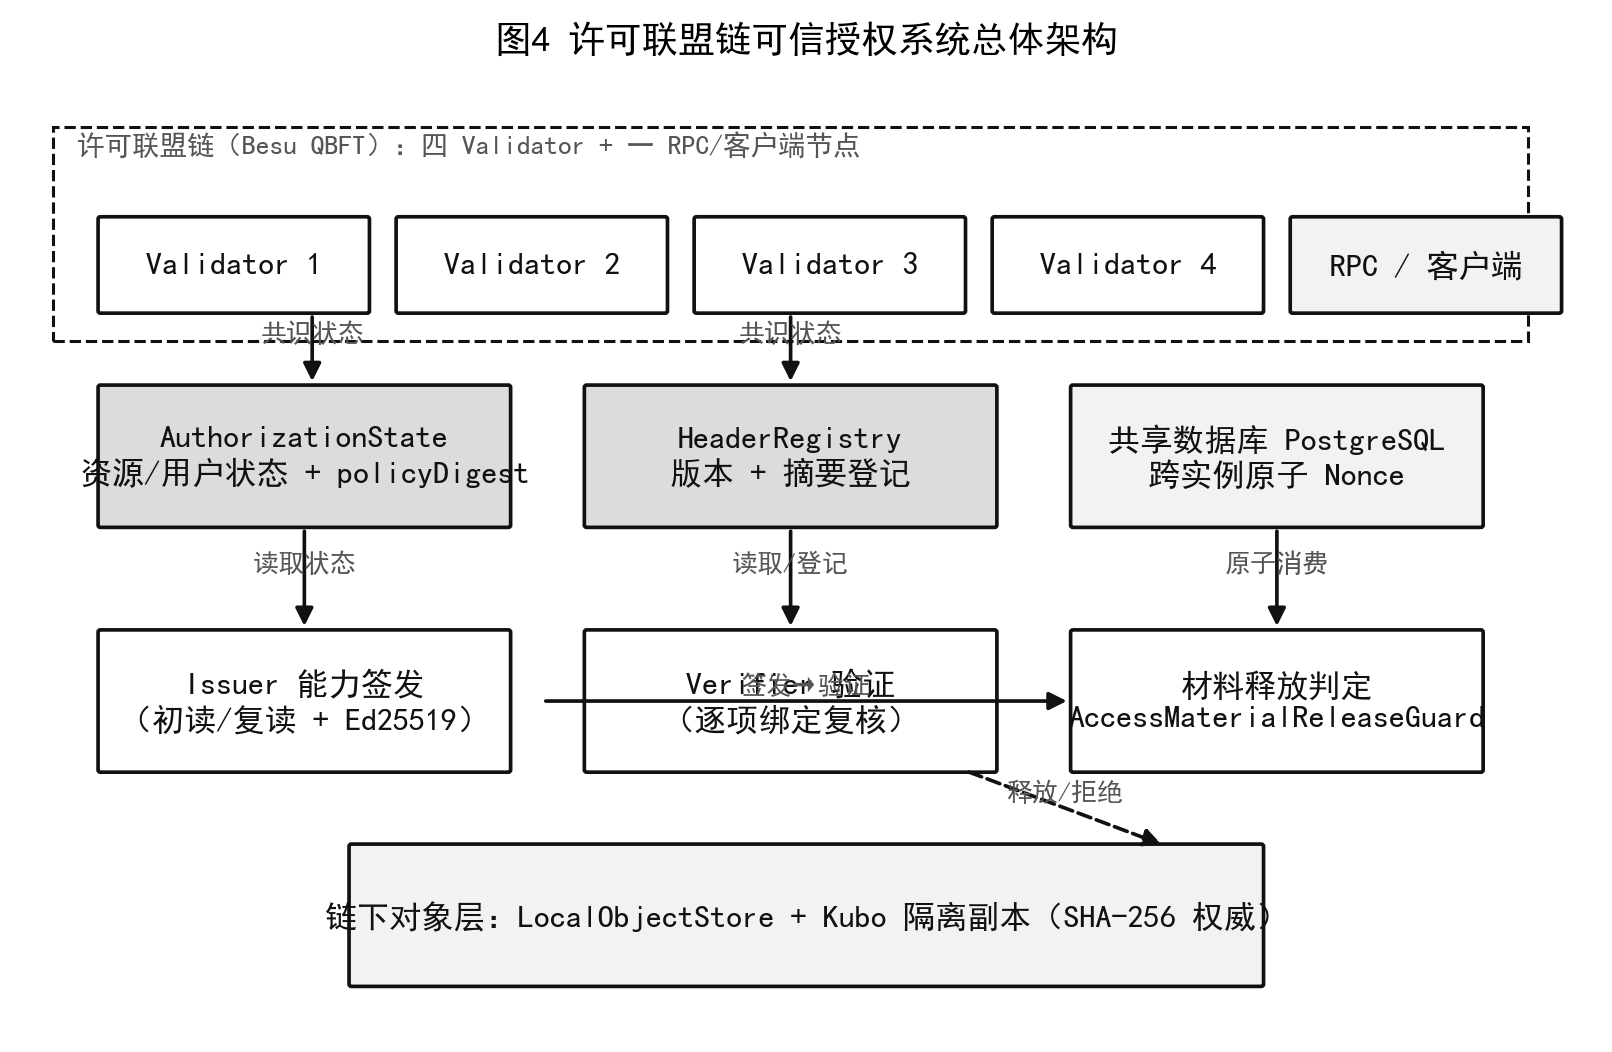 图4 许可联盟链可信授权系统总体架构
许可联盟链（Besu QBFT）：四 Validator + 一 RPC/客户端节点
Validator 1
Validator 2
Validator 3
Validator 4
RPC / 客户端
共识状态
共识状态
AuthorizationState
资源/用户状态 + policyDigest
HeaderRegistry
版本 + 摘要登记
共享数据库 PostgreSQL
跨实例原子 Nonce
读取状态
读取/登记
原子消费
Issuer 能力签发
（初读/复读 + Ed25519）
Verifier 验证
（逐项绑定复核）
签发→验证
材料释放判定
AccessMaterialReleaseGuard
释放/拒绝
链下对象层：LocalObjectStore + Kubo 隔离副本（SHA-256 权威）